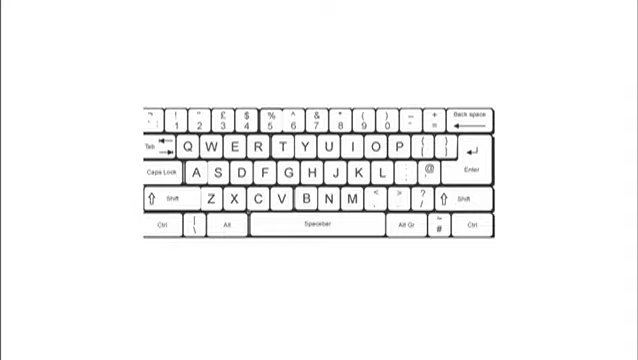 ! " £ $ % ^ & * ( ) – + Back space
1 2 3 4 5 6 7 8 9 0 - =
Tab Q W E R T Y U I O P { }
[ ]
Caps Lock A S D F G H J K L : @ Enter
; '
Shift Z X C V B N M < > ? Shift
, . /
Ctrl | Alt Spacebar Alt Gr ~ Ctrl
\ #